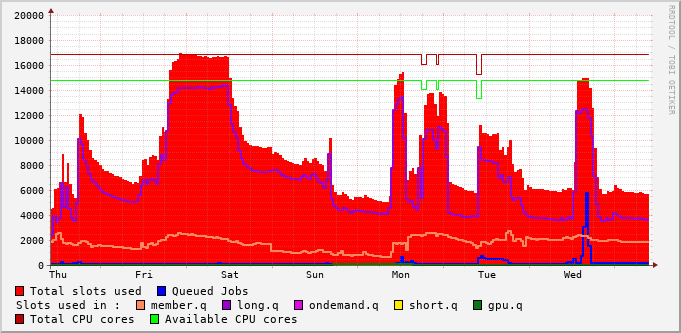 20000
18000
16000
14000
12000
10000
8000
6000
4000
2000
0
Thu Fri Sat Sun Mon Tue Wed
Total slots used Queued Jobs
Slots used in : member.q long.q ondemand.q short.q gpu.q
Total CPU cores Available CPU cores
RRDTOOL / TOBI OETIKER